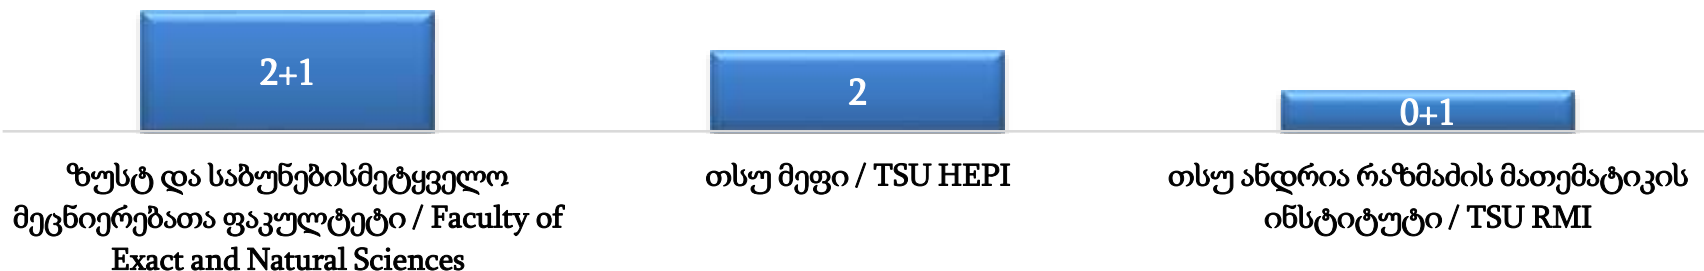 2+1
2
0+1
ზუსტ და საბუნებისმეტყველო
მეცნიერებათა ფაკულტეტი / Faculty of
Exact and Natural Sciences
თსუ მეფი / TSU HEPI
თსუ ანდრია რაზმაძის მათემატიკის
ინსტიტუტი / TSU RMI